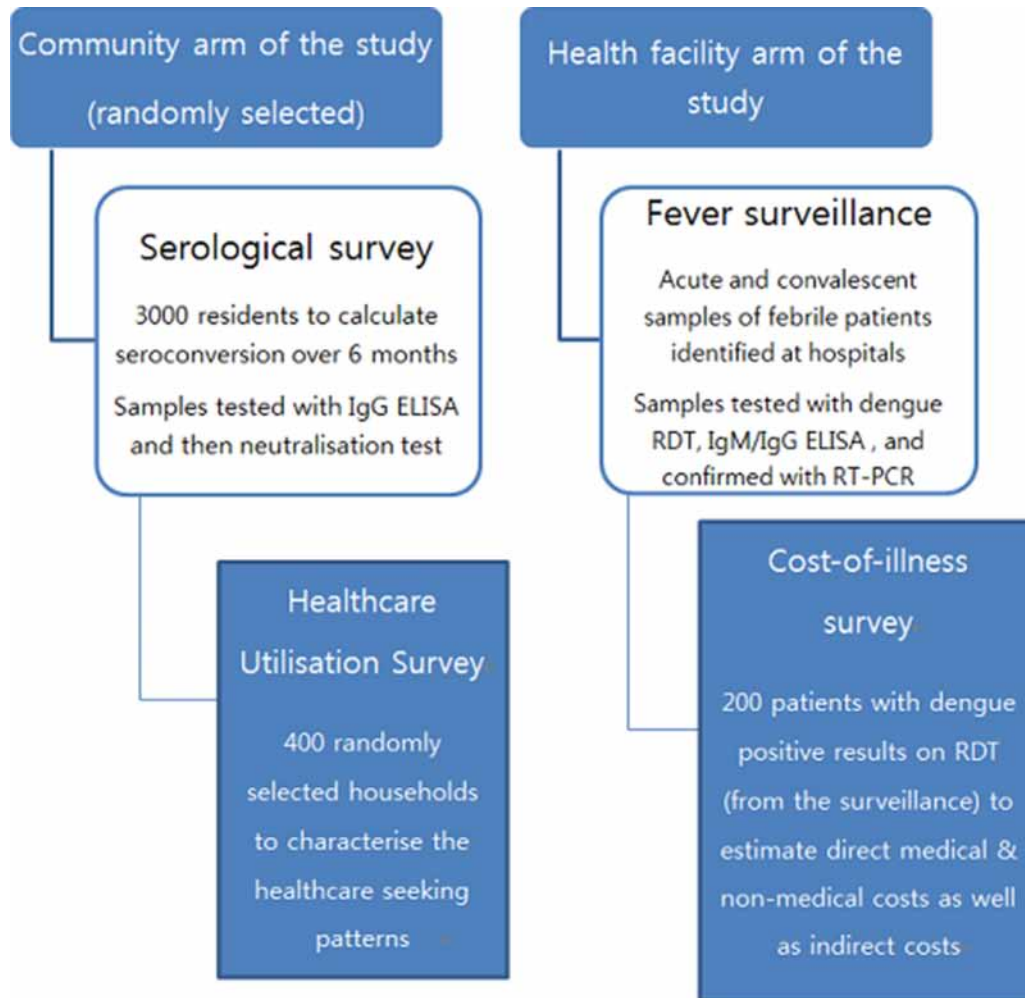 Community arm of the study
(randomly selected)
Serological survey
3000 residents to calculate
seroconversion over 6 months
Samples tested with IgG ELISA
and then neutralisation test
Healthcare
Utilisation Survey
400 randomly
selected households
to characterise the
healthcare seeking
patterns
Health facility arm of the
study
Fever surveillance
Acute and convalescent
samples of febrile patients
identified at hospitals
Samples tested with dengue
RDT, IgM/IgG ELISA , and
confirmed with RT-PCR
Cost-of-illness
survey
200 patients with dengue
positive results on RDT
(from the surveillance) to
estimate direct medical &
non-medical costs as well
as indirect costs